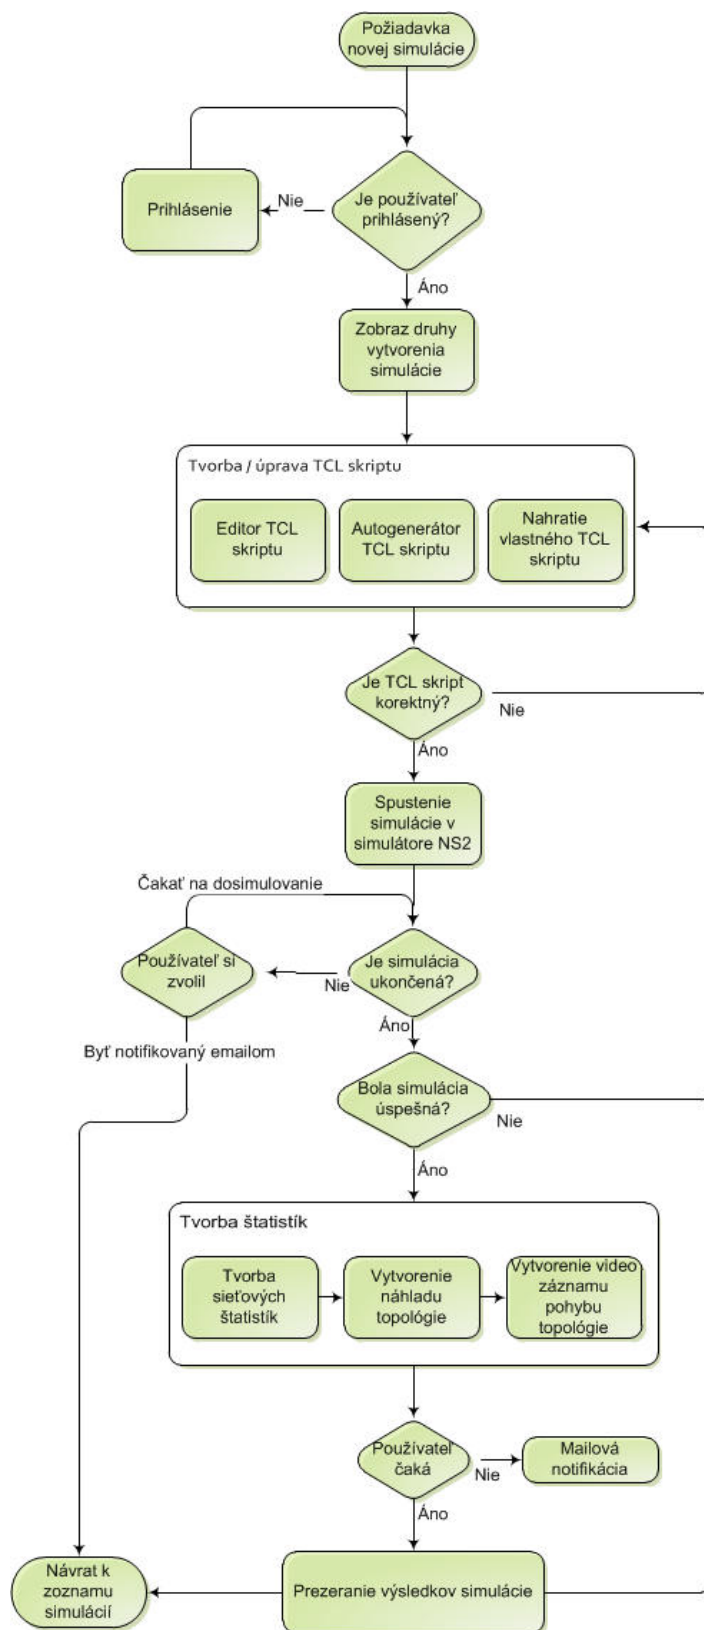 Požiadavka
novej simulácie
Je používateľ
prihlásený?
Nie
Prihlásenie
Áno
Zobraz druhy
vytvorenia
simulácie
Tvorba / úprava TCL skriptu
Editor TCL
skriptu
Autogenerátor
TCL skriptu
Nahratie
vlastného TCL
skriptu
Je TCL skript
korektný?
Nie
Áno
Spustenie
simulácie v
simulátore NS2
Čakať na dosimulovanie
Používateľ si
zvolil
Nie
Je simulácia
ukončená?
Áno
Byť notifikovaný emailom
Bola simulácia
úspešná?
Nie
Áno
Tvorba štatistík
Tvorba
sieťových
štatistík
Vytvorenie
náhladu
topológie
Vytvorenie video
záznamu
pohybu
topológie
Používateľ
čaká
Nie
Mailová
notifikácia
Áno
Návrat k
zoznamu
simulácií
Prezeranie výsledkov simulácie